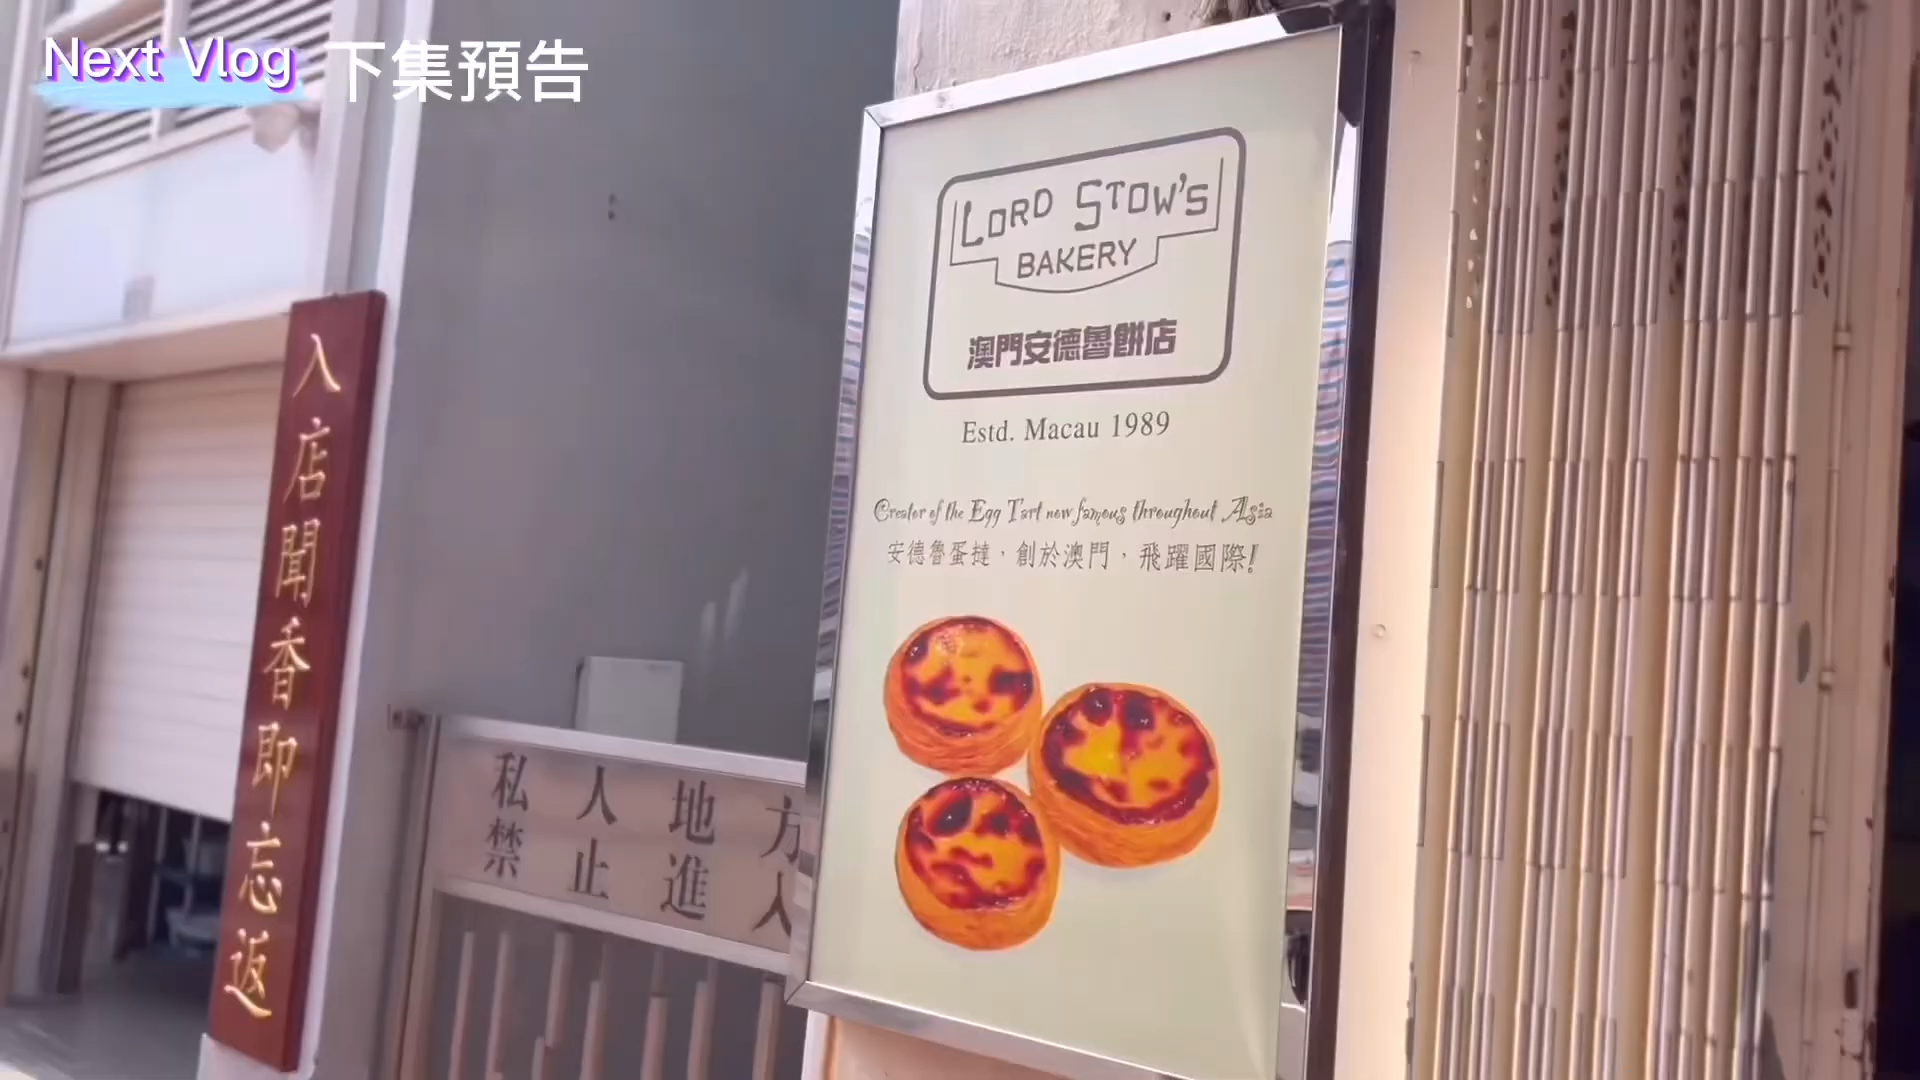 Next Vlog 下集預告
入店聞香即忘返
LORD STOW'S
BAKERY
澳門安德魯餅店
Estd. Macau 1989
Creator of the Egg Tart now famous throughout Asia
安德魯蛋撻，創於澳門，飛躍國際!
私人地方
禁止進入